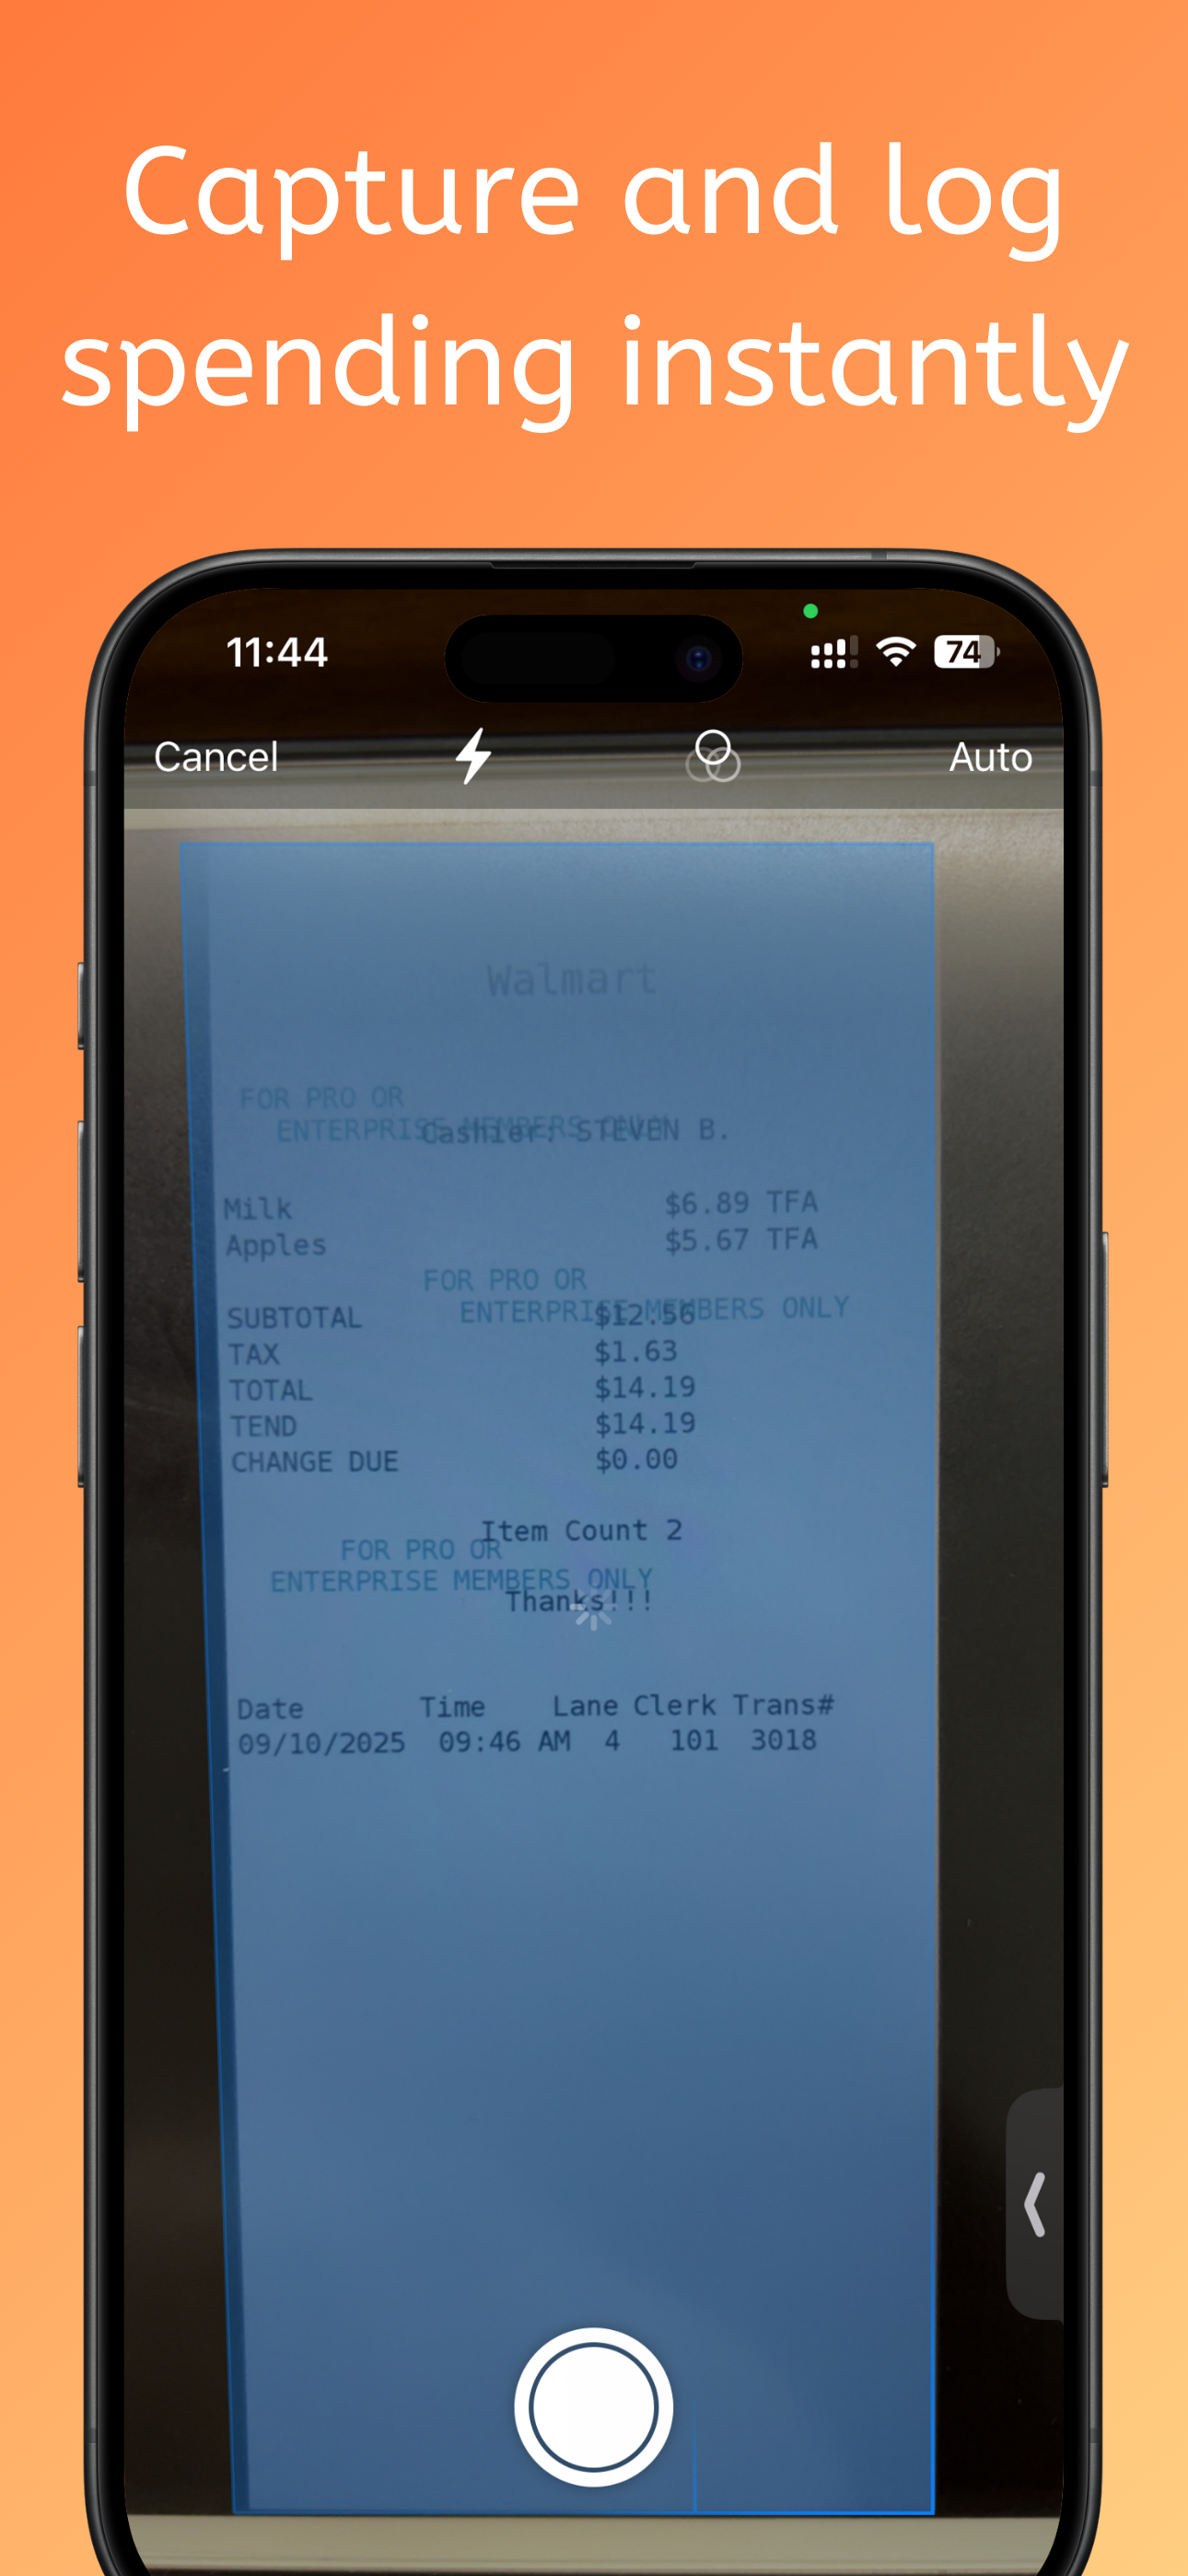 Capture and log
spending instantly
11:44
74
Cancel
Auto
Walmart
FOR PRO OR
ENTERPRISE MEMBERS ONLY
Cashier: STEVEN B.
Milk $6.89 TFA
Apples $5.67 TFA
FOR PRO OR
ENTERPRISE MEMBERS ONLY
SUBTOTAL $12.56
TAX $1.63
TOTAL $14.19
TEND $14.19
CHANGE DUE $0.00
Item Count 2
FOR PRO OR
ENTERPRISE MEMBERS ONLY
Thanks!!!
Date Time Lane Clerk Trans#
09/10/2025 09:46 AM 4 101 3018